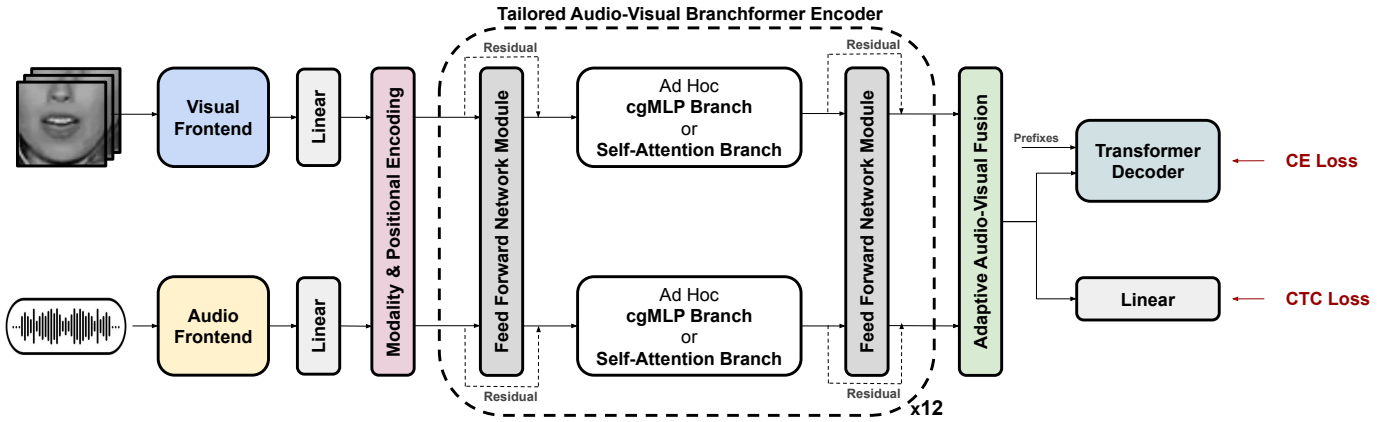 Tailored Audio-Visual Branchformer Encoder
Residual
Residual
Visual
Frontend
Linear
Modality & Positional Encoding
Feed Forward Network Module
Ad Hoc
cgMLP Branch
or
Self-Attention Branch
Feed Forward Network Module
Adaptive Audio-Visual Fusion
Prefixes
Transformer
Decoder
CE Loss
Audio
Frontend
Linear
Ad Hoc
cgMLP Branch
or
Self-Attention Branch
Linear
CTC Loss
Residual
Residual
x12